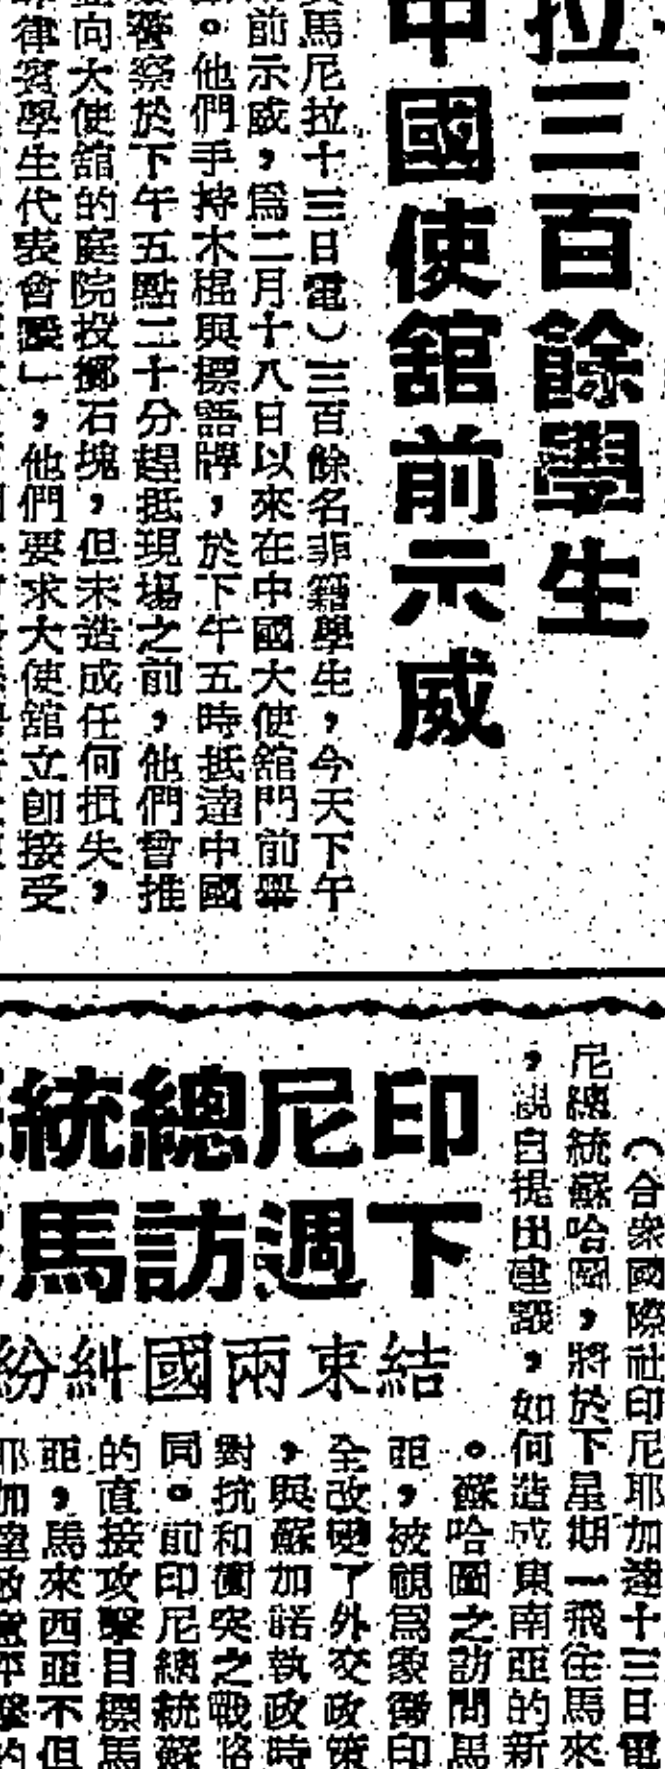 拉三百餘學生
中國使舘前示威
馬尼拉十三日電）三百餘名菲籍學生，今天下午
前示威，爲二月十八日以來在中國大使舘門前舉
。他們手持木棍與標語牌，於下午五時抵達中國
警察於下午五點二十分趕抵現場之前，他們曾推
向大使舘的庭院投擲石塊，但未造成任何損失，
律賓學生代表會議」，他們要求大使舘立卽接受
印尼總統
下週訪馬
結束兩國糾紛
（合衆國際社印尼耶加達十三日電
尼總統蘇哈圖，將於下星期一飛往馬來
，親自提出建議，如何造成東南亞的新
。蘇哈圖之訪問馬
亞，被視爲象徵印
全改變了外交政策
，與蘇加諾執政時
對抗和衝突之戰略
同。前印尼總統蘇
的直接攻擊目標馬
亞，馬來西亞不但
耶加達